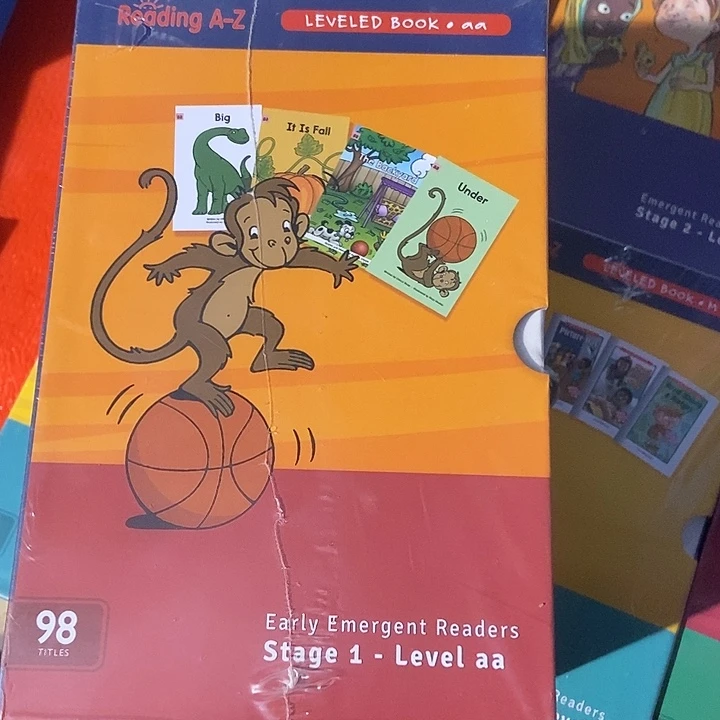 Reading A-Z
LEVELED BOOK • aa
Big
It Is Fall
Backyard
Under
98
TITLES
Early Emergent Readers
Stage 1 - Level aa
Emergent
Stage 2 -
LEVELED BOOK •
Readers